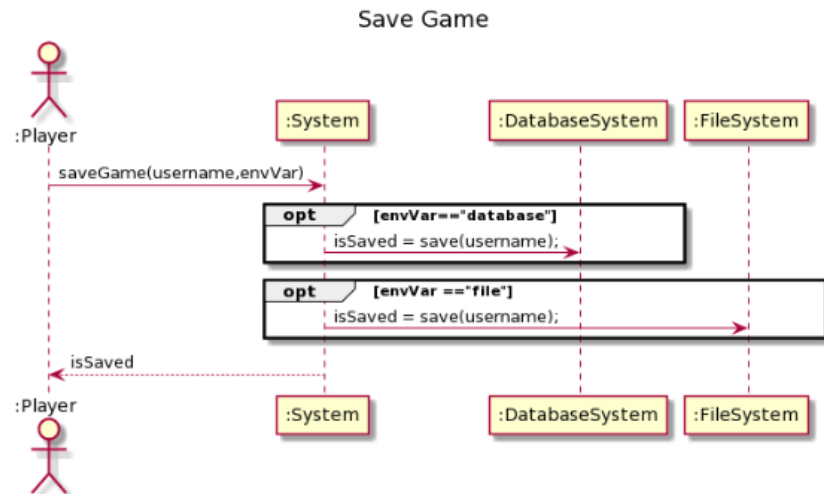 Save Game
:Player
:System
:DatabaseSystem
:FileSystem
saveGame(username,envVar)
opt [envVar=="database"]
isSaved = save(username);
opt [envVar =="file"]
isSaved = save(username);
isSaved
:Player
:System
:DatabaseSystem
:FileSystem